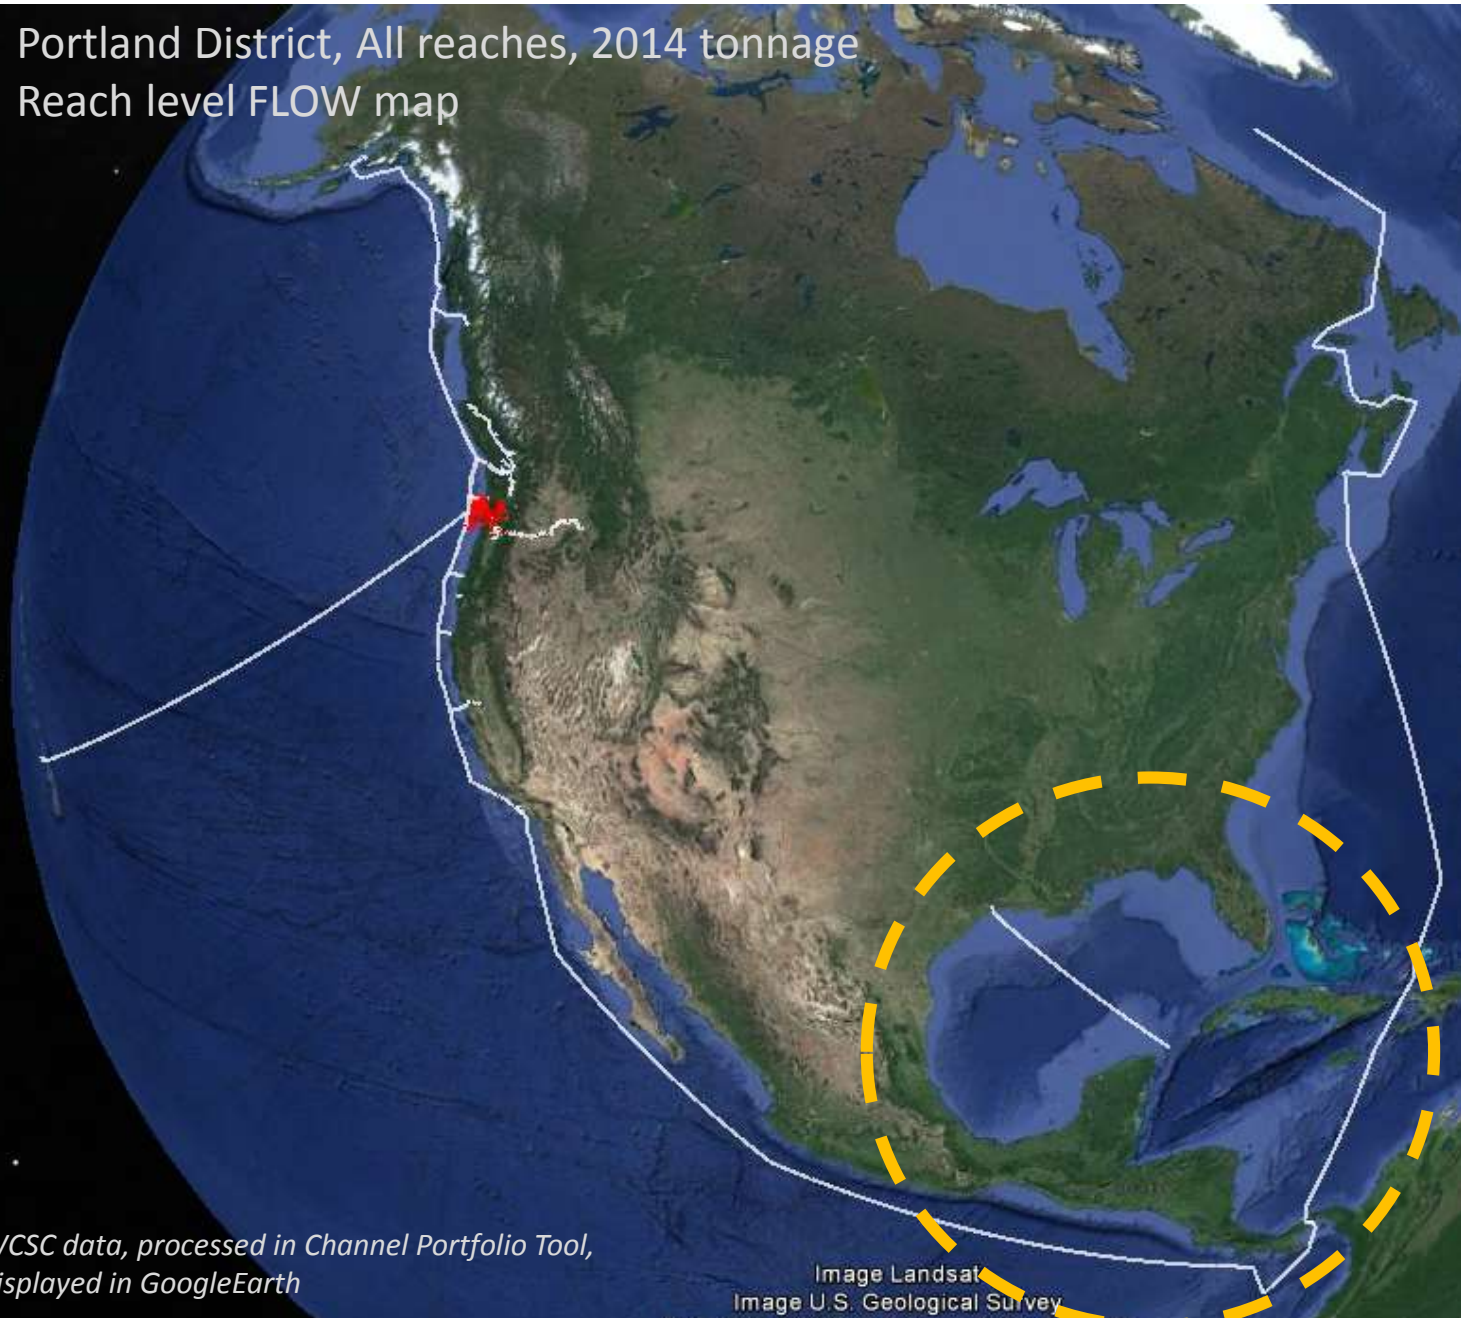 Portland District, All reaches, 2014 tonnage
Reach level FLOW map
CSC data, processed in Channel Portfolio Tool,
isplayed in GoogleEarth
Image Landsat
Image U.S. Geological Survey